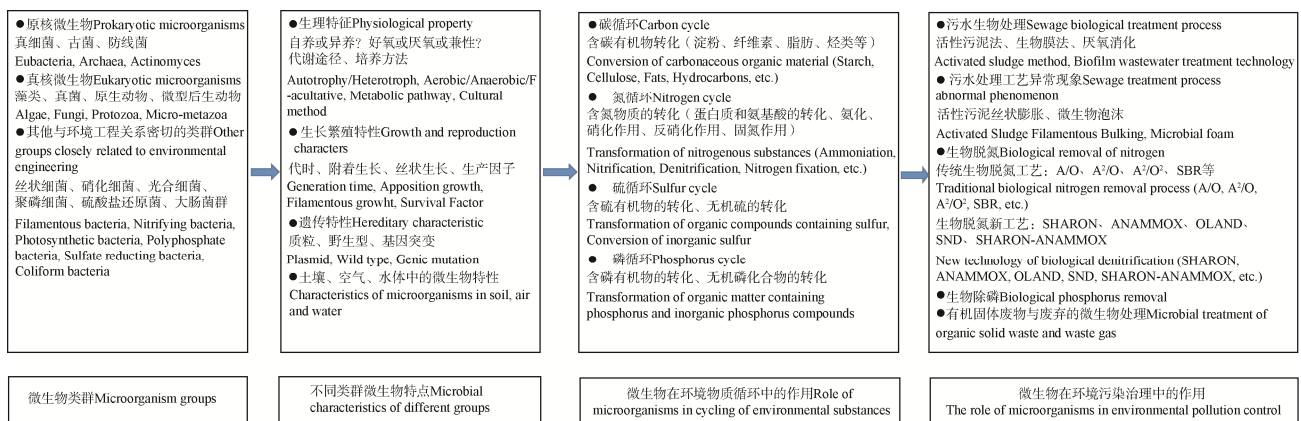 ●原核微生物Prokaryotic microorganisms
真细菌、古菌、防线菌
Eubacteria, Archaea, Actinomyces
●真核微生物Eukaryotic microorganisms
藻类、真菌、原生动物、微型后生动物
Algae, Fungi, Protozoa, Micro-metazoa
●其他与环境工程关系密切的类群Other
groups closely related to environmental
engineering
丝状细菌、硝化细菌、光合细菌、
聚磷细菌、硫酸盐还原菌、大肠菌群
Filamentous bacteria, Nitrifying bacteria,
Photosynthetic bacteria, Polyphosphate
bacteria, Sulfate reducting bacteria,
Coliform bacteria
●生理特征Physiological property
自养或异养？好氧或厌氧或兼性？
代谢途径、培养方法
Autotrophy/Heterotroph, Aerobic/Anaerobic/F
-acultative, Metabolic pathway, Cultural
method
●生长繁殖特性Growth and reproduction
characters
代时、附着生长、丝状生长、生产因子
Generation time, Apposition growth,
Filamentous growht, Survival Factor
●遗传特性Hereditary characteristic
质粒、野生型、基因突变
Plasmid, Wild type, Genic mutation
●土壤、空气、水体中的微生物特性
Characteristics of microorganisms in soil, air
and water
●碳循环Carbon cycle
含碳有机物转化（淀粉、纤维素、脂肪、烃类等）
Conversion of carbonaceous organic material (Starch,
Cellulose, Fats, Hydrocarbons, etc.)
● 氮循环Nitrogen cycle
含氮物质的转化（蛋白质和氨基酸的转化、氨化、
硝化作用、反硝化作用、固氮作用）
Transformation of nitrogenous substances (Ammoniation,
Nitrification, Denitrification, Nitrogen fixation, etc.)
● 硫循环Sulfur cycle
含硫有机物的转化、无机硫的转化
Transformation of organic compounds containing sulfur,
Conversion of inorganic sulfur
● 磷循环Phosphorus cycle
含磷有机物的转化、无机磷化合物的转化
Transformation of organic matter containing
phosphorus and inorganic phosphorus compounds
●污水生物处理Sewage biological treatment process
活性污泥法、生物膜法、厌氧消化
Activated sludge method, Biofilm wastewater treatment technology
● 污水处理工艺异常现象Sewage treatment process
abnormal phenomenon
活性污泥丝状膨胀、微生物泡沫
Activated Sludge Filamentous Bulking, Microbial foam
●生物脱氮Biological removal of nitrogen
传统生物脱氮工艺：A/O、A²/O、A²/O²、SBR等
Traditional biological nitrogen removal process (A/O, A²/O,
A²/O², SBR, etc.)
生物脱氮新工艺：SHARON、ANAMMOX、OLAND、
SND、SHARON-ANAMMOX
New technology of biological denitrification (SHARON,
ANAMMOX, OLAND, SND, SHARON-ANAMMOX, etc.)
●生物除磷Biological phosphorus removal
●有机固体废物与废弃的微生物处理Microbial treatment of
organic solid waste and waste gas
微生物类群Microorganism groups
不同类群微生物特点Microbial
characteristics of different groups
微生物在环境物质循环中的作用Role of
microorganisms in cycling of environmental substances
微生物在环境污染治理中的作用
The role of microorganisms in environmental pollution control